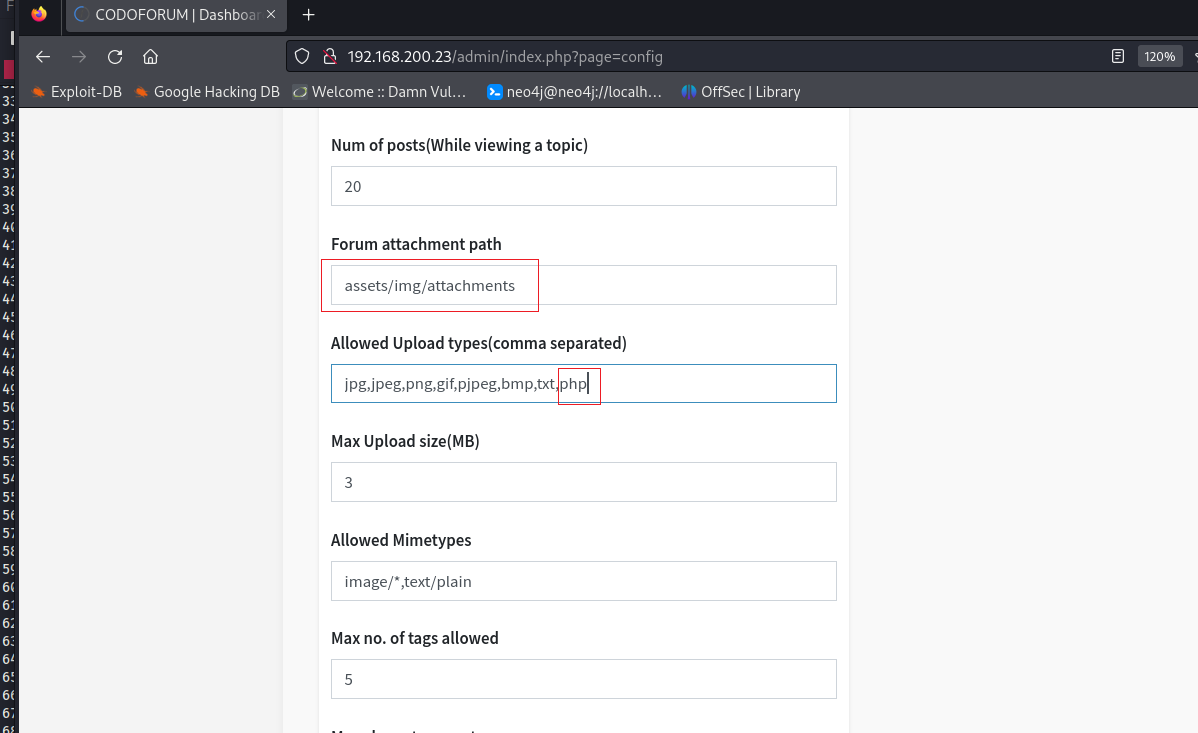 CODOFORUM | Dashboar
192.168.200.23/admin/index.php?page=config
120%
Exploit-DB Google Hacking DB Welcome :: Damn Vul... neo4j@neo4j://localh... OffSec | Library
Num of posts(While viewing a topic)
20
Forum attachment path
assets/img/attachments
Allowed Upload types(comma separated)
jpg,jpeg,png,gif,pjpeg,bmp,txt,php
Max Upload size(MB)
3
Allowed Mimetypes
image/*,text/plain
Max no. of tags allowed
5